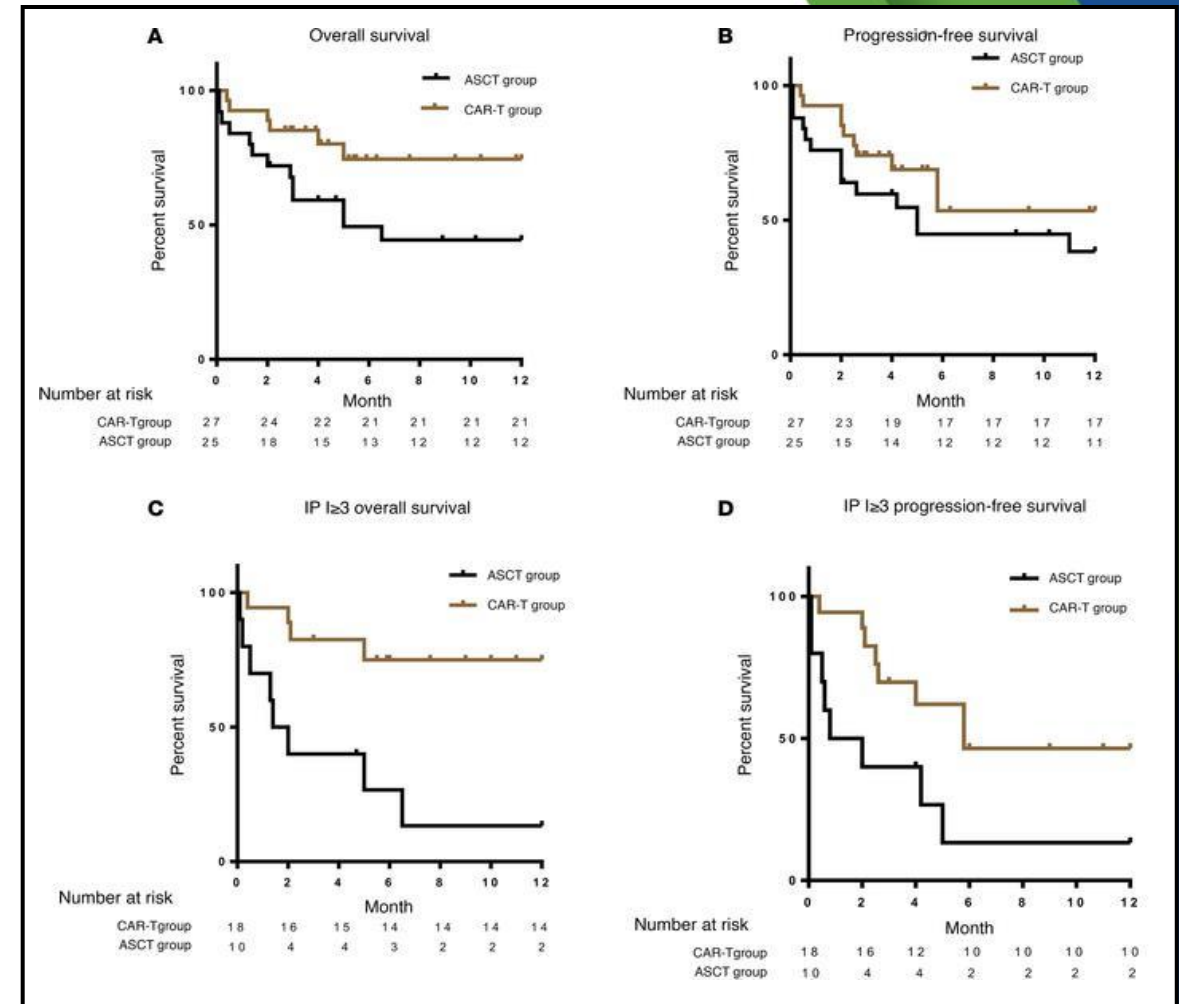 A
Overall survival
ASCT group
CAR-T group
100
50
0
Percent survival
0 2 4 6 8 10 12
Month
Number at risk
CAR-Tgroup 27 24 22 21 21 21 21
ASCT group 25 18 15 13 12 12 12
B
Progression-free survival
ASCT group
CAR-T group
100
50
0
Percent survival
0 2 4 6 8 10 12
Month
Number at risk
CAR-Tgroup 27 23 19 17 17 17 17
ASCT group 25 15 14 12 12 12 11
C
IP I≥3 overall survival
ASCT group
CAR-T group
100
50
0
Percent survival
0 2 4 6 8 10 12
Month
Number at risk
CAR-Tgroup 18 16 15 14 14 14 14
ASCT group 10 4 4 3 2 2 2
D
IP I≥3 progression-free survival
ASCT group
CAR-T group
100
50
0
Percent survival
0 2 4 6 8 10 12
Month
Number at risk
CAR-Tgroup 18 16 12 10 10 10 10
ASCT group 10 4 4 2 2 2 2